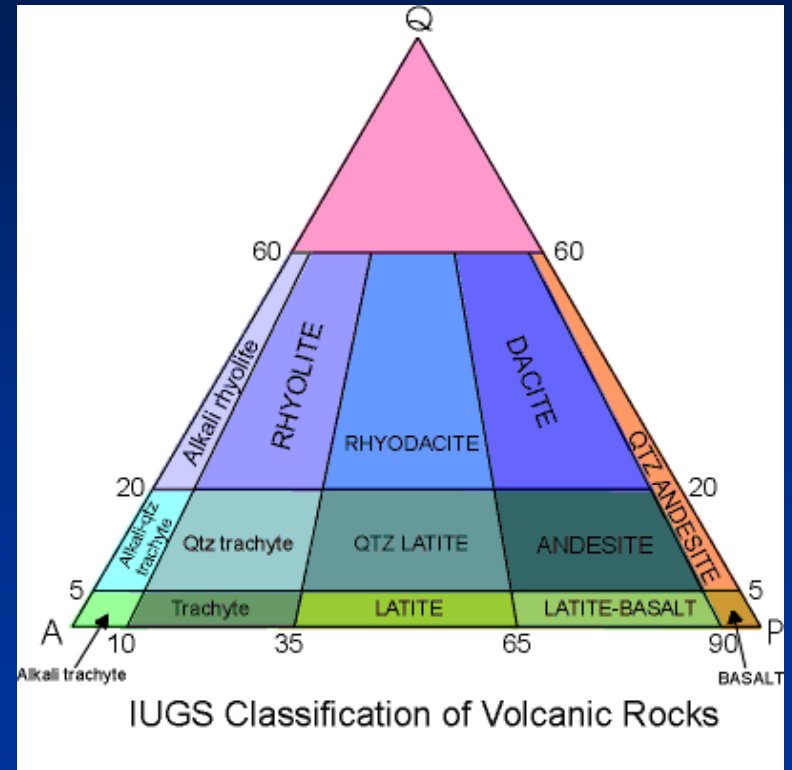 Q
60 60
Alkali rhyolite
RHYOLITE
RHYODACITE
DACITE
QTZ ANDESITE
20 20
Alkali-qtz
trachyte
Qtz trachyte
QTZ LATITE
ANDESITE
5 5
Trachyte
LATITE
LATITE-BASALT
A P
10 35 65 90
Alkali trachyte
BASALT
IUGS Classification of Volcanic Rocks